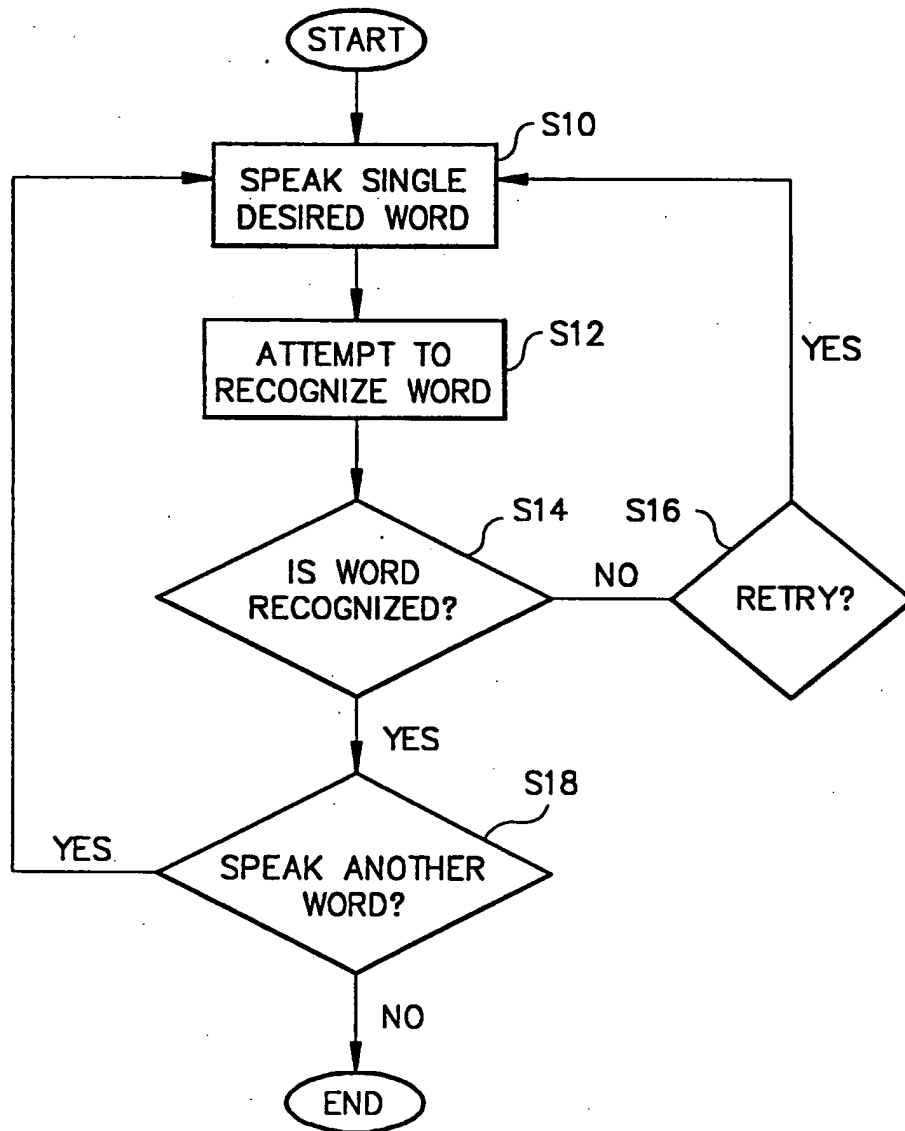 START
S10
SPEAK SINGLE
DESIRED WORD
S12
ATTEMPT TO
RECOGNIZE WORD
YES
S14
S16
IS WORD
RECOGNIZED?
NO
RETRY?
YES
S18
YES
SPEAK ANOTHER
WORD?
NO
END